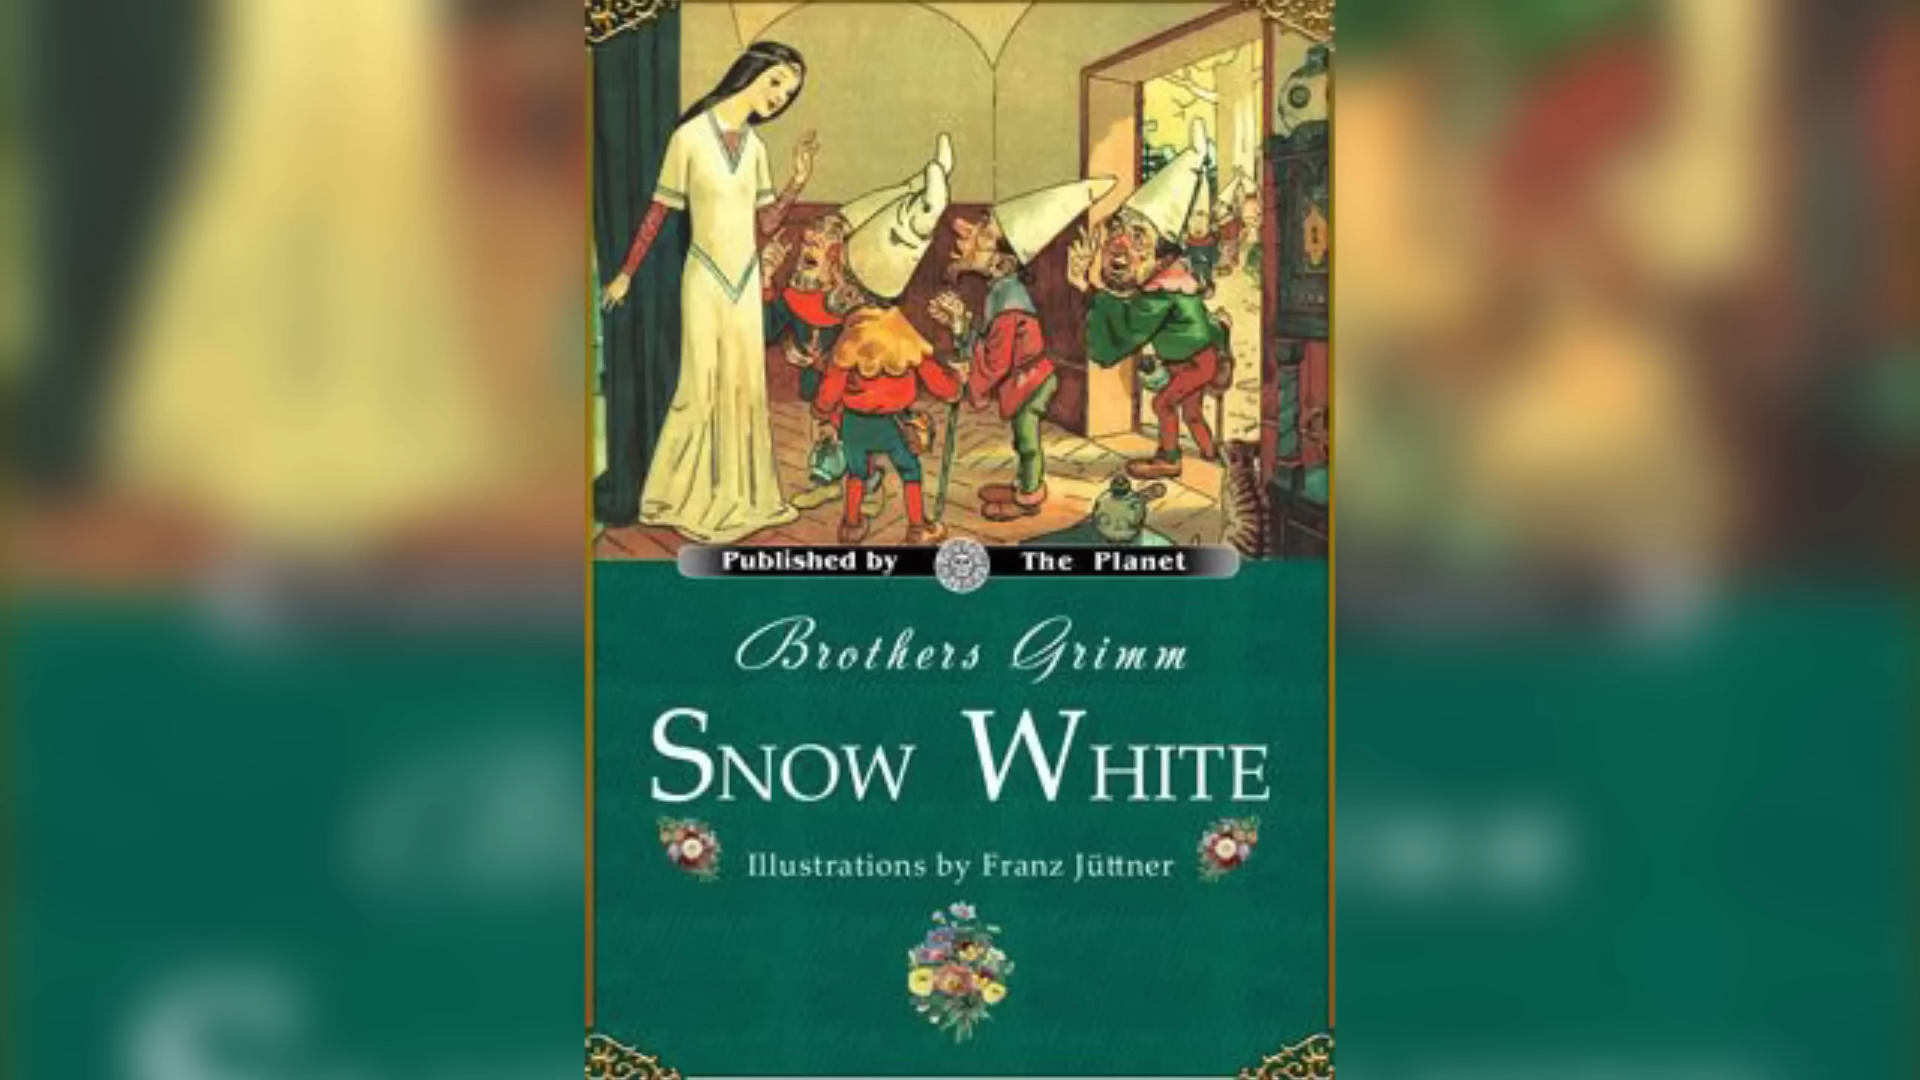 Published by The Planet
Brothers Grimm
SNOW WHITE
Illustrations by Franz Jüttner